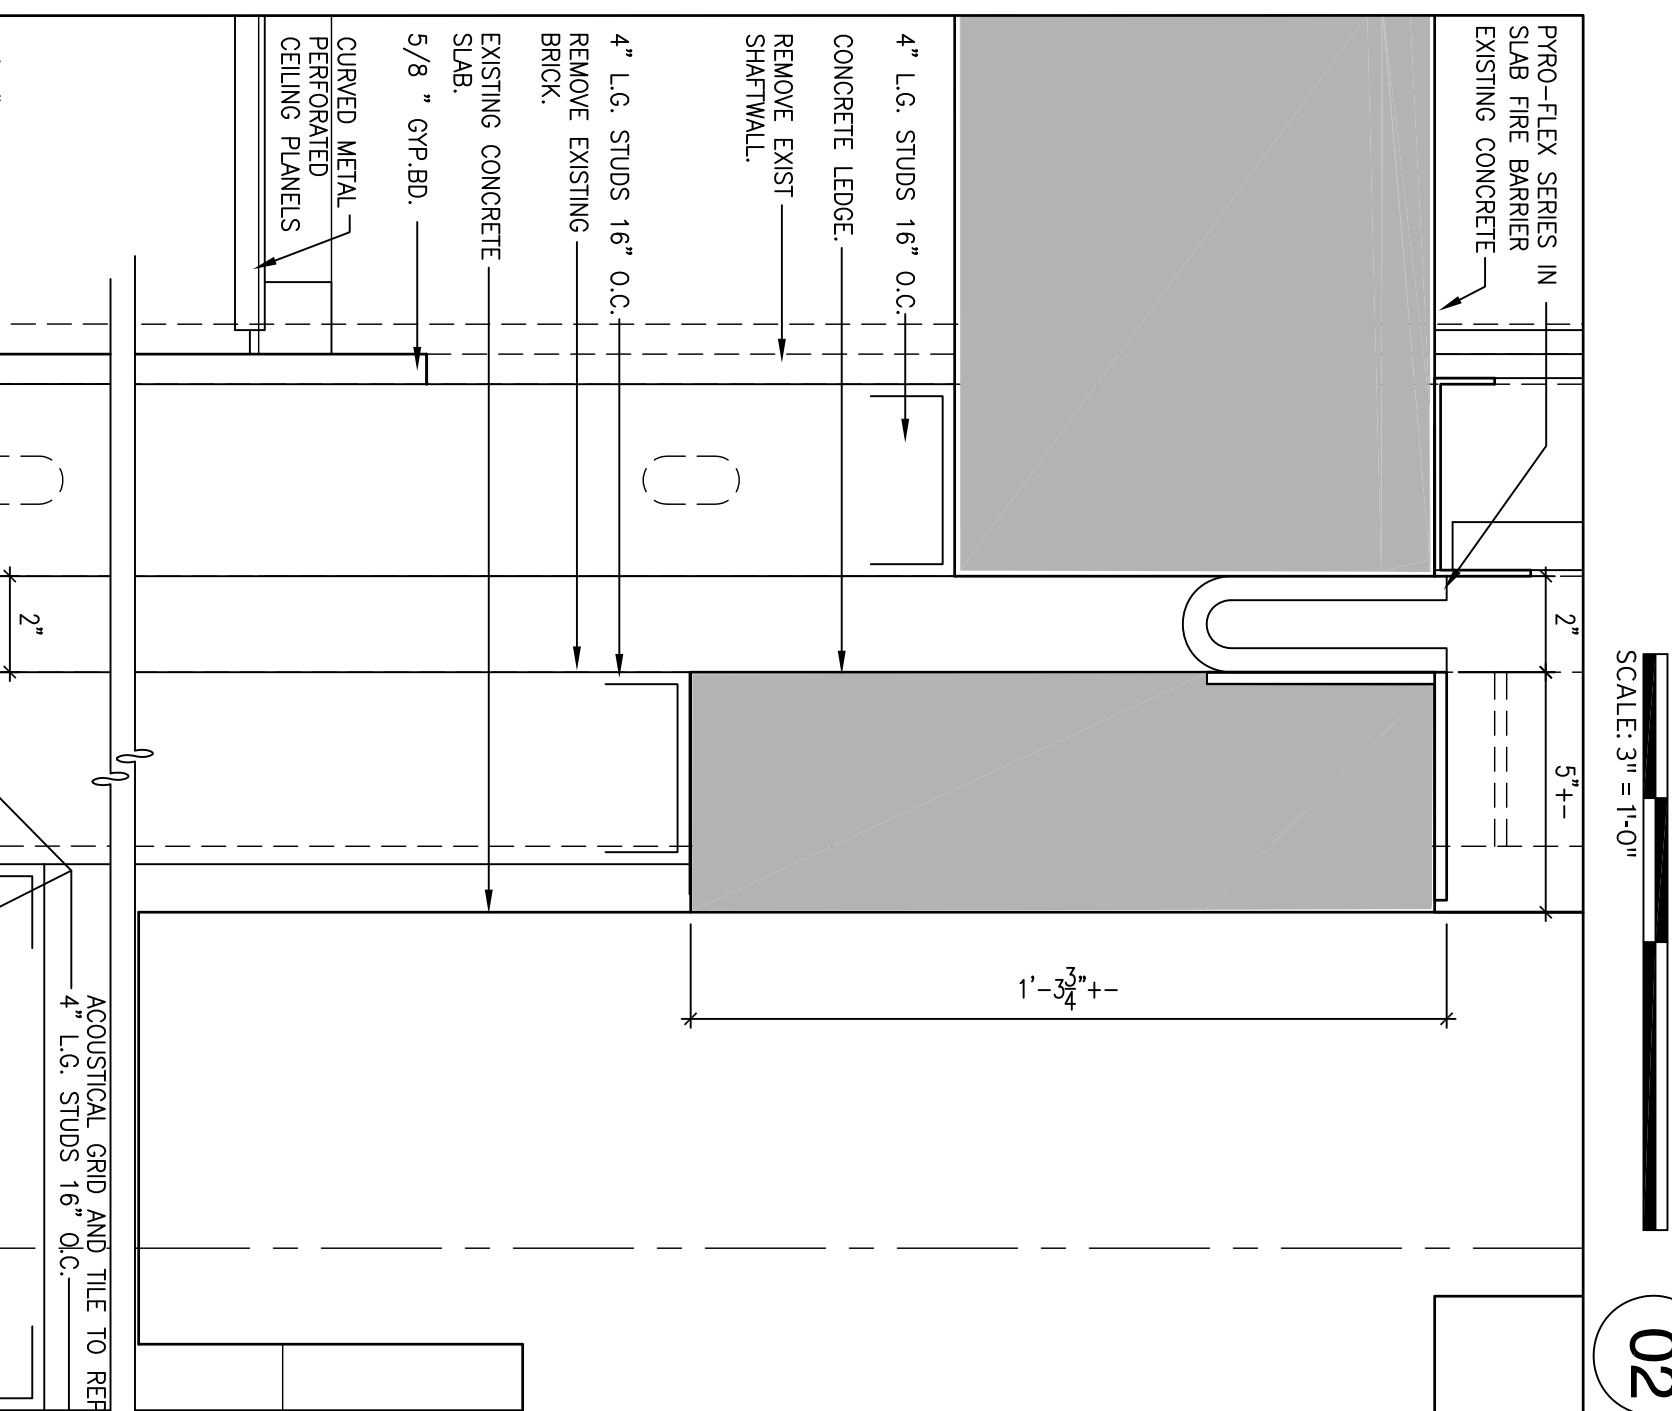 PYRO-FLEX SERIES IN
SLAB FIRE BARRIER
EXISTING CONCRETE
4" L.G. STUDS 16" O.C.
CONCRETE LEDGE.
REMOVE EXIST
SHAFTWALL.
4" L.G. STUDS 16" O.C.
REMOVE EXISTING
BRICK.
EXISTING CONCRETE
SLAB.
5/8 " GYP.BD.
CURVED METAL
PERFORATED
CEILING PLANELS
2"
5"+-
2"
SCALE: 3" = 1'-0"
1'-3 3/4"+-
ACOUSTICAL GRID AND TILE TO REF
4" L.G. STUDS 16" O.C.
02